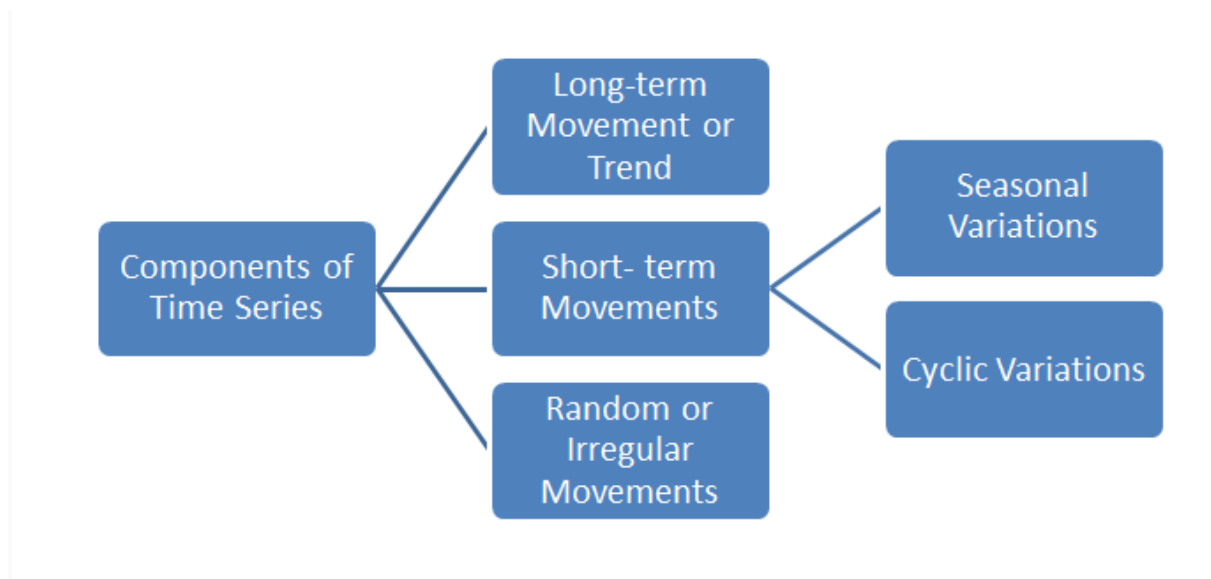 Components of
Time Series
Long-term
Movement or
Trend
Short- term
Movements
Random or
Irregular
Movements
Seasonal
Variations
Cyclic Variations